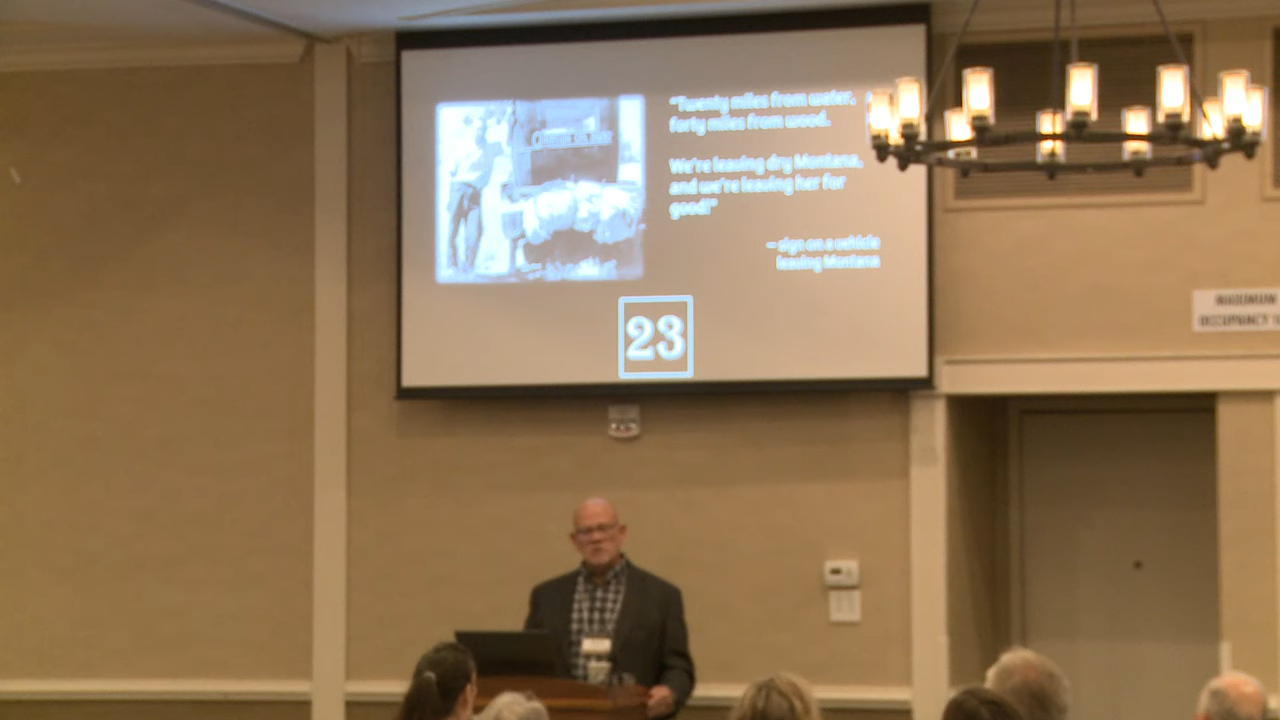 "Twenty miles from water,
forty miles from wood.
We're leaving dry Montana,
and we're leaving her for
good!"
– sign on a vehicle
leaving Montana
23
MAXIMUM
OCCUPANCY